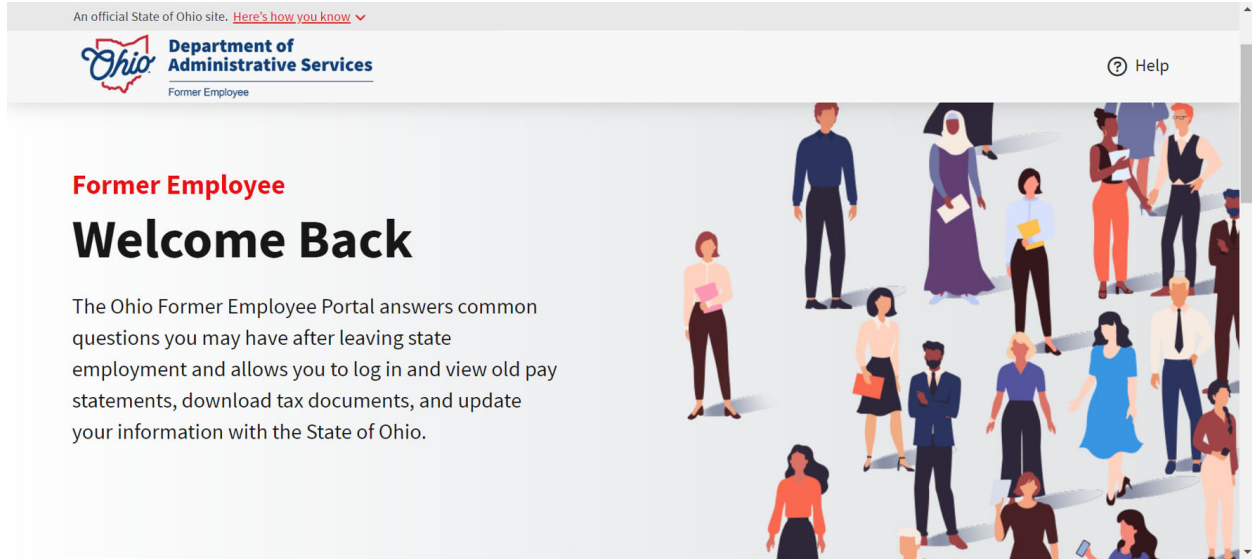 An official State of Ohio site. Here's how you know
Ohio
Department of
Administrative Services
Former Employee
Help
Former Employee
Welcome Back
The Ohio Former Employee Portal answers common
questions you may have after leaving state
employment and allows you to log in and view old pay
statements, download tax documents, and update
your information with the State of Ohio.